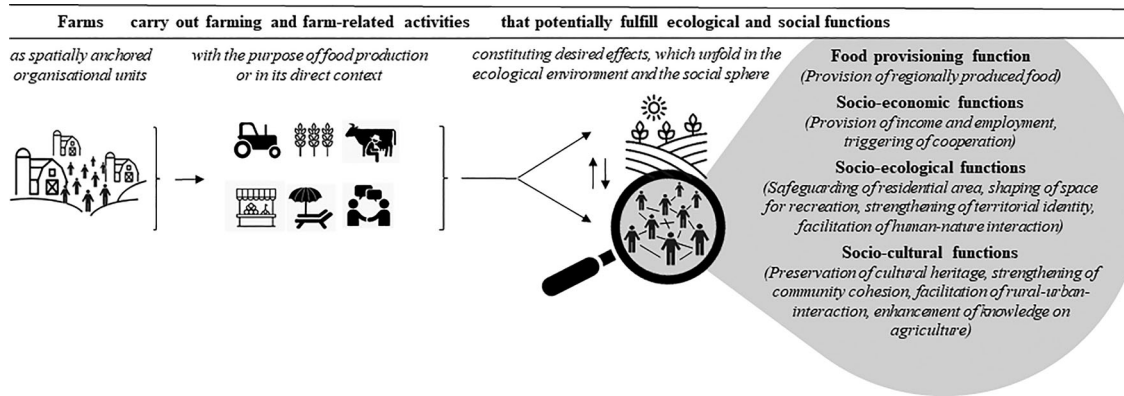 Farms carry out farming and farm-related activities that potentially fulfill ecological and social functions
as spatially anchored
organisational units
with the purpose of food production
or in its direct context
constituting desired effects, which unfold in the
ecological environment and the social sphere
Food provisioning function
(Provision of regionally produced food)
Socio-economic functions
(Provision of income and employment,
triggering of cooperation)
Socio-ecological functions
(Safeguarding of residential area, shaping of space
for recreation, strengthening of territorial identity,
facilitation of human-nature interaction)
Socio-cultural functions
(Preservation of cultural heritage, strengthening of
community cohesion, facilitation of rural-urban-
interaction, enhancement of knowledge on
agriculture)